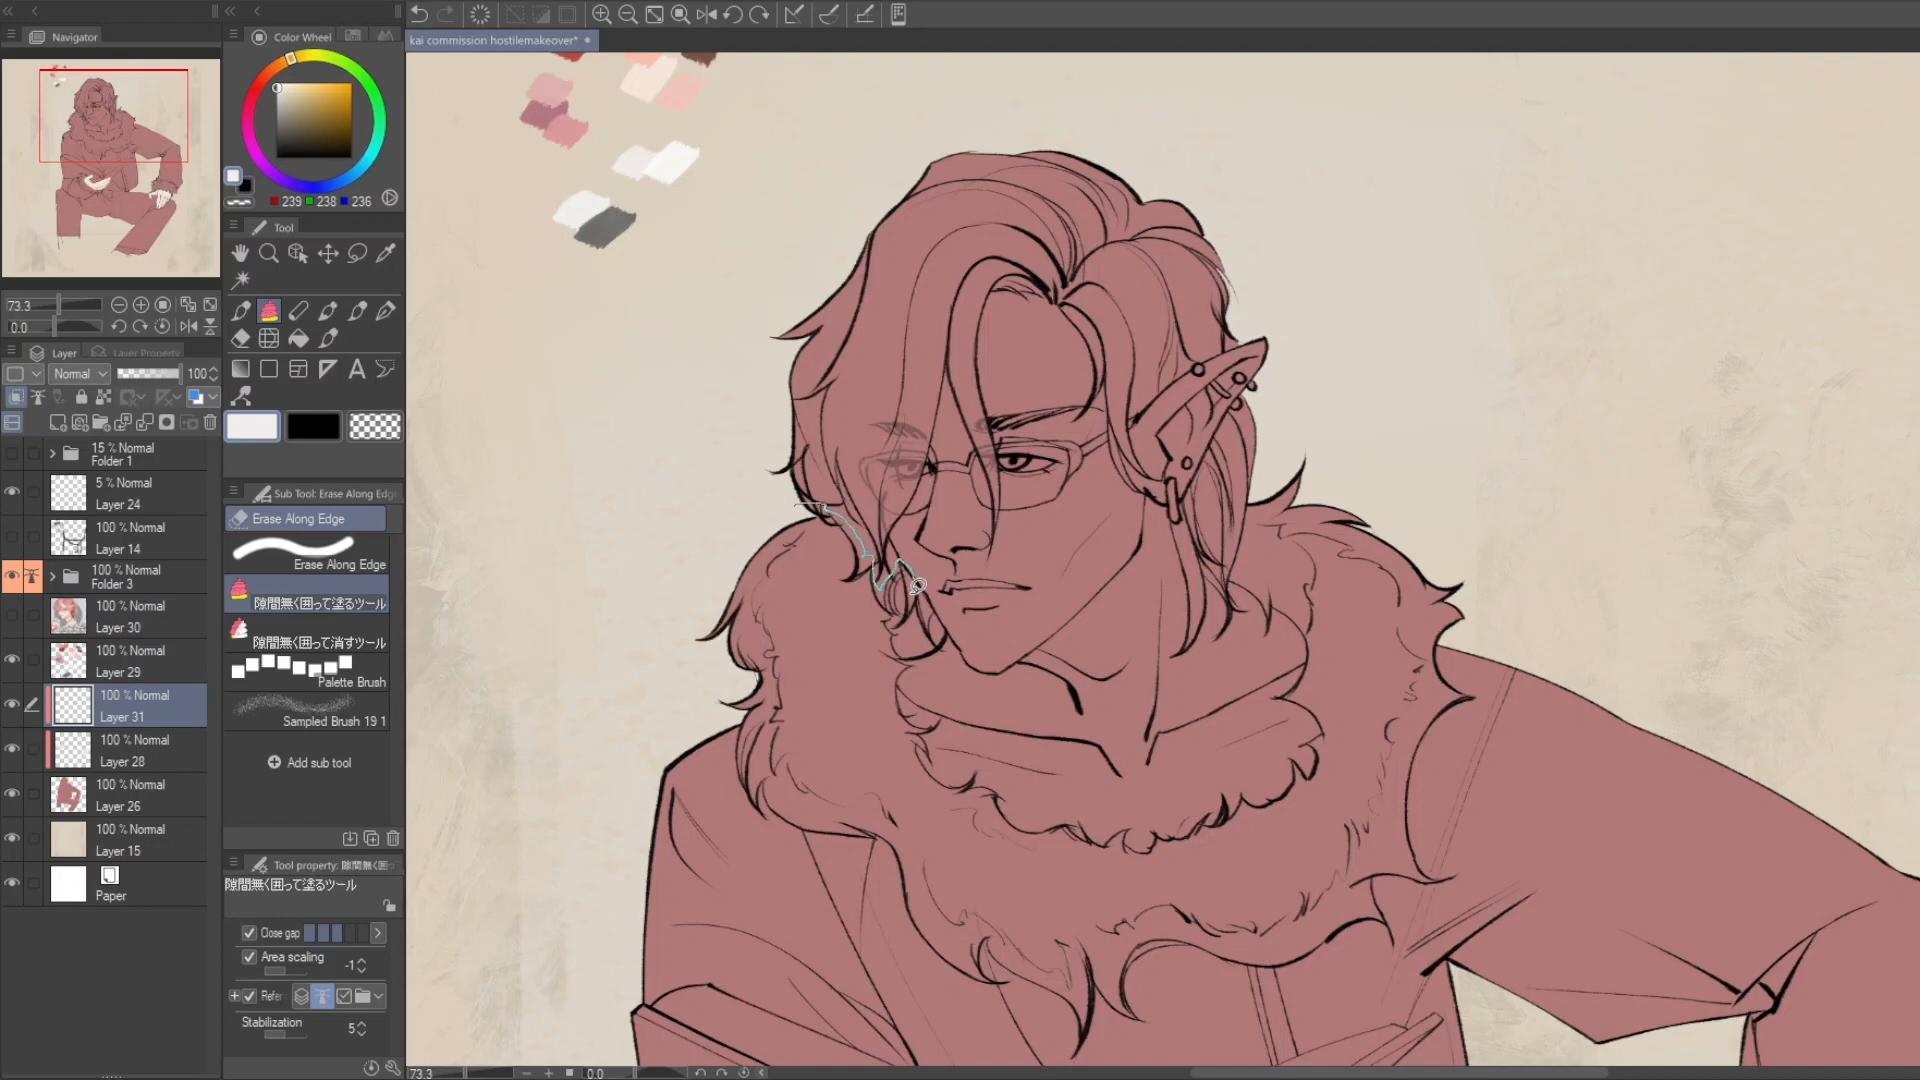 Navigator
Color Wheel
kai commission hostilemakeover*
239 238 236
Tool
73.3
0.0
Layer
Layer Property
Normal
100
15 % Normal
Folder 1
5 % Normal
Layer 24
100 % Normal
Layer 14
100 % Normal
Folder 3
100 % Normal
Layer 30
100 % Normal
Layer 29
100 % Normal
Layer 31
100 % Normal
Layer 28
100 % Normal
Layer 26
100 % Normal
Layer 15
Paper
Sub Tool: Erase Along Edg
Erase Along Edge
Erase Along Edge
隙間無く囲って塗るツール
隙間無く囲って消すツール
Palette Brush
Sampled Brush 19 1
Add sub tool
Tool property: 隙間無く囲
隙間無く囲って塗るツール
Close gap
Area scaling
-1
Refer
Stabilization
5
73.3
0.0